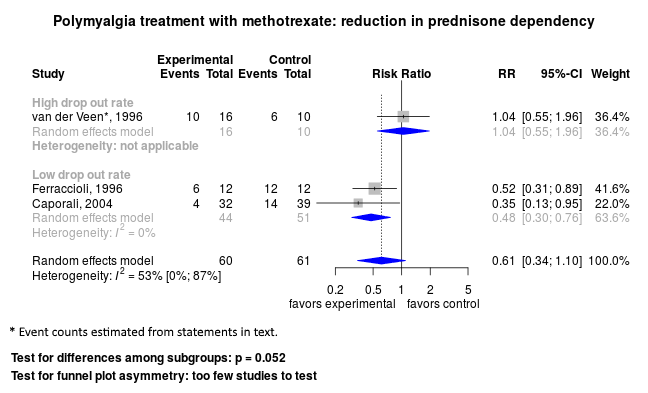 Polymyalgia treatment with methotrexate: reduction in prednisone dependency
Experimental Control
Study Events Total Events Total Risk Ratio RR 95%-CI Weight
High drop out rate
van der Veen*, 1996 10 16 6 10 1.04 [0.55; 1.96] 36.4%
Random effects model 16 10 1.04 [0.55; 1.96] 36.4%
Heterogeneity: not applicable
Low drop out rate
Ferraccioli, 1996 6 12 12 12 0.52 [0.31; 0.89] 41.6%
Caporali, 2004 4 32 14 39 0.35 [0.13; 0.95] 22.0%
Random effects model 44 51 0.48 [0.30; 0.76] 63.6%
Heterogeneity: I² = 0%
Random effects model 60 61 0.61 [0.34; 1.10] 100.0%
Heterogeneity: I² = 53% [0%; 87%]
0.2 0.5 1 2 5
favors experimental favors control
* Event counts estimated from statements in text.
Test for differences among subgroups: p = 0.052
Test for funnel plot asymmetry: too few studies to test